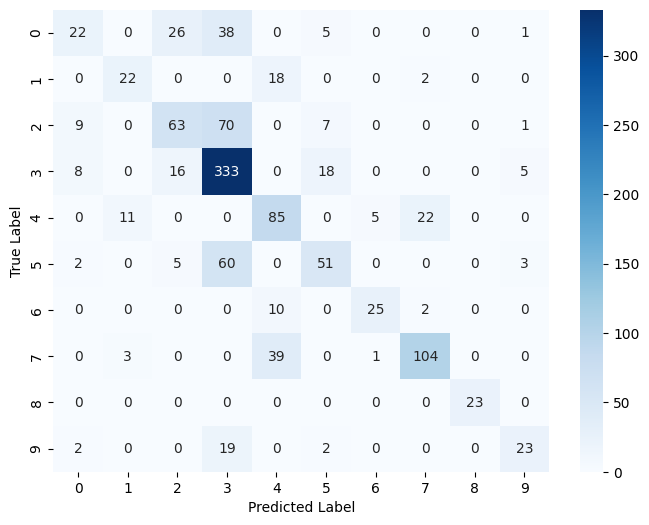 0 22 0 26 38 0 5 0 0 0 1
1 0 22 0 0 18 0 0 2 0 0
2 9 0 63 70 0 7 0 0 0 1
3 8 0 16 333 0 18 0 0 0 5
4 0 11 0 0 85 0 5 22 0 0
5 2 0 5 60 0 51 0 0 0 3
6 0 0 0 0 10 0 25 2 0 0
7 0 3 0 0 39 0 1 104 0 0
8 0 0 0 0 0 0 0 0 23 0
9 2 0 0 19 0 2 0 0 0 23
0 1 2 3 4 5 6 7 8 9
Predicted Label
True Label
300
250
200
150
100
50
0